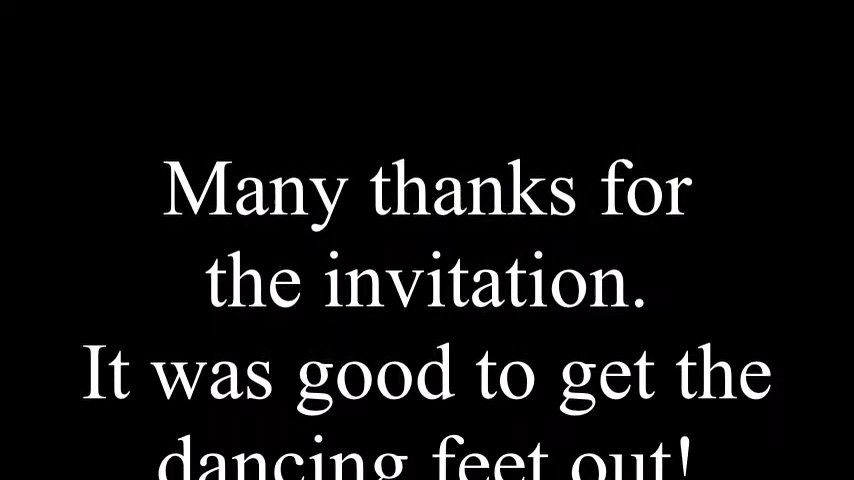 Many thanks for
the invitation.
It was good to get the
dancing feet out!